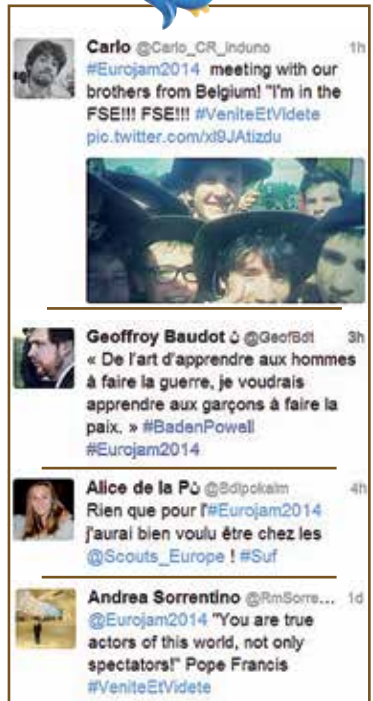 Carlo @Carlo_CR_Induno 1h
#Eurojam2014 meeting with our
brothers from Belgium! "I'm in the
FSE!!! FSE!!! #VeniteEtVidete
pic.twitter.com/xl9JAtizdu
Geoffroy Baudot ن @GeofBdt 3h
« De l'art d'apprendre aux hommes
à faire la guerre, je voudrais
apprendre aux garçons à faire la
paix. » #BadenPowell
#Eurojam2014
Alice de la Pن @Bdlpokaim 4h
Rien que pour l'#Eurojam2014
j'aurai bien voulu être chez les
@Scouts_Europe ! #Suf
Andrea Sorrentino @RmSorre... 1d
@Eurojam2014 "You are true
actors of this world, not only
spectators!" Pope Francis
#VeniteEtVidete